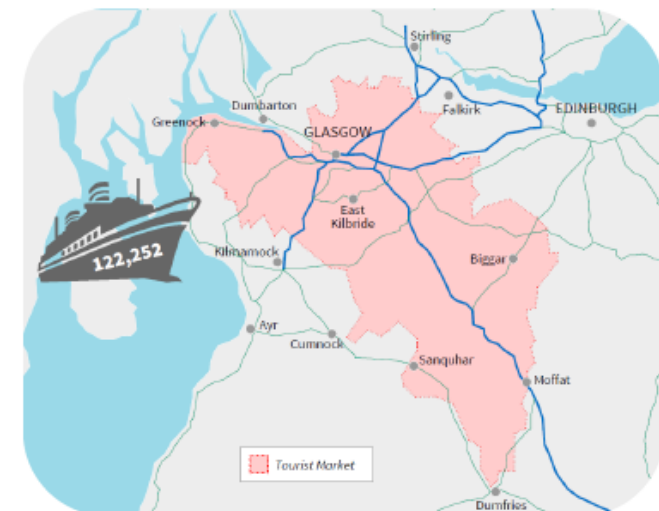 Stirling
Dumbarton
Falkirk
EDINBURGH
Greenock
GLASGOW
East
Kilbride
122,252
Kilmarnock
Biggar
Ayr
Cumnock
Sanquhar
Moffat
Tourist Market
Dumfries